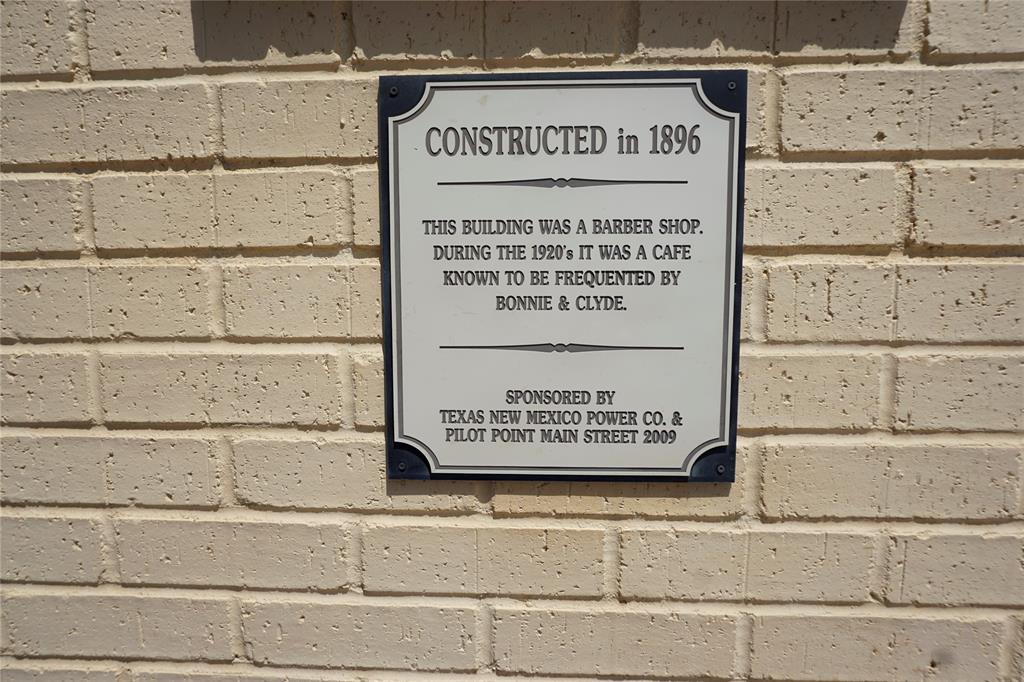 CONSTRUCTED in 1896
THIS BUILDING WAS A BARBER SHOP.
DURING THE 1920's IT WAS A CAFE
KNOWN TO BE FREQUENTED BY
BONNIE & CLYDE.
SPONSORED BY
TEXAS NEW MEXICO POWER CO. &
PILOT POINT MAIN STREET 2009